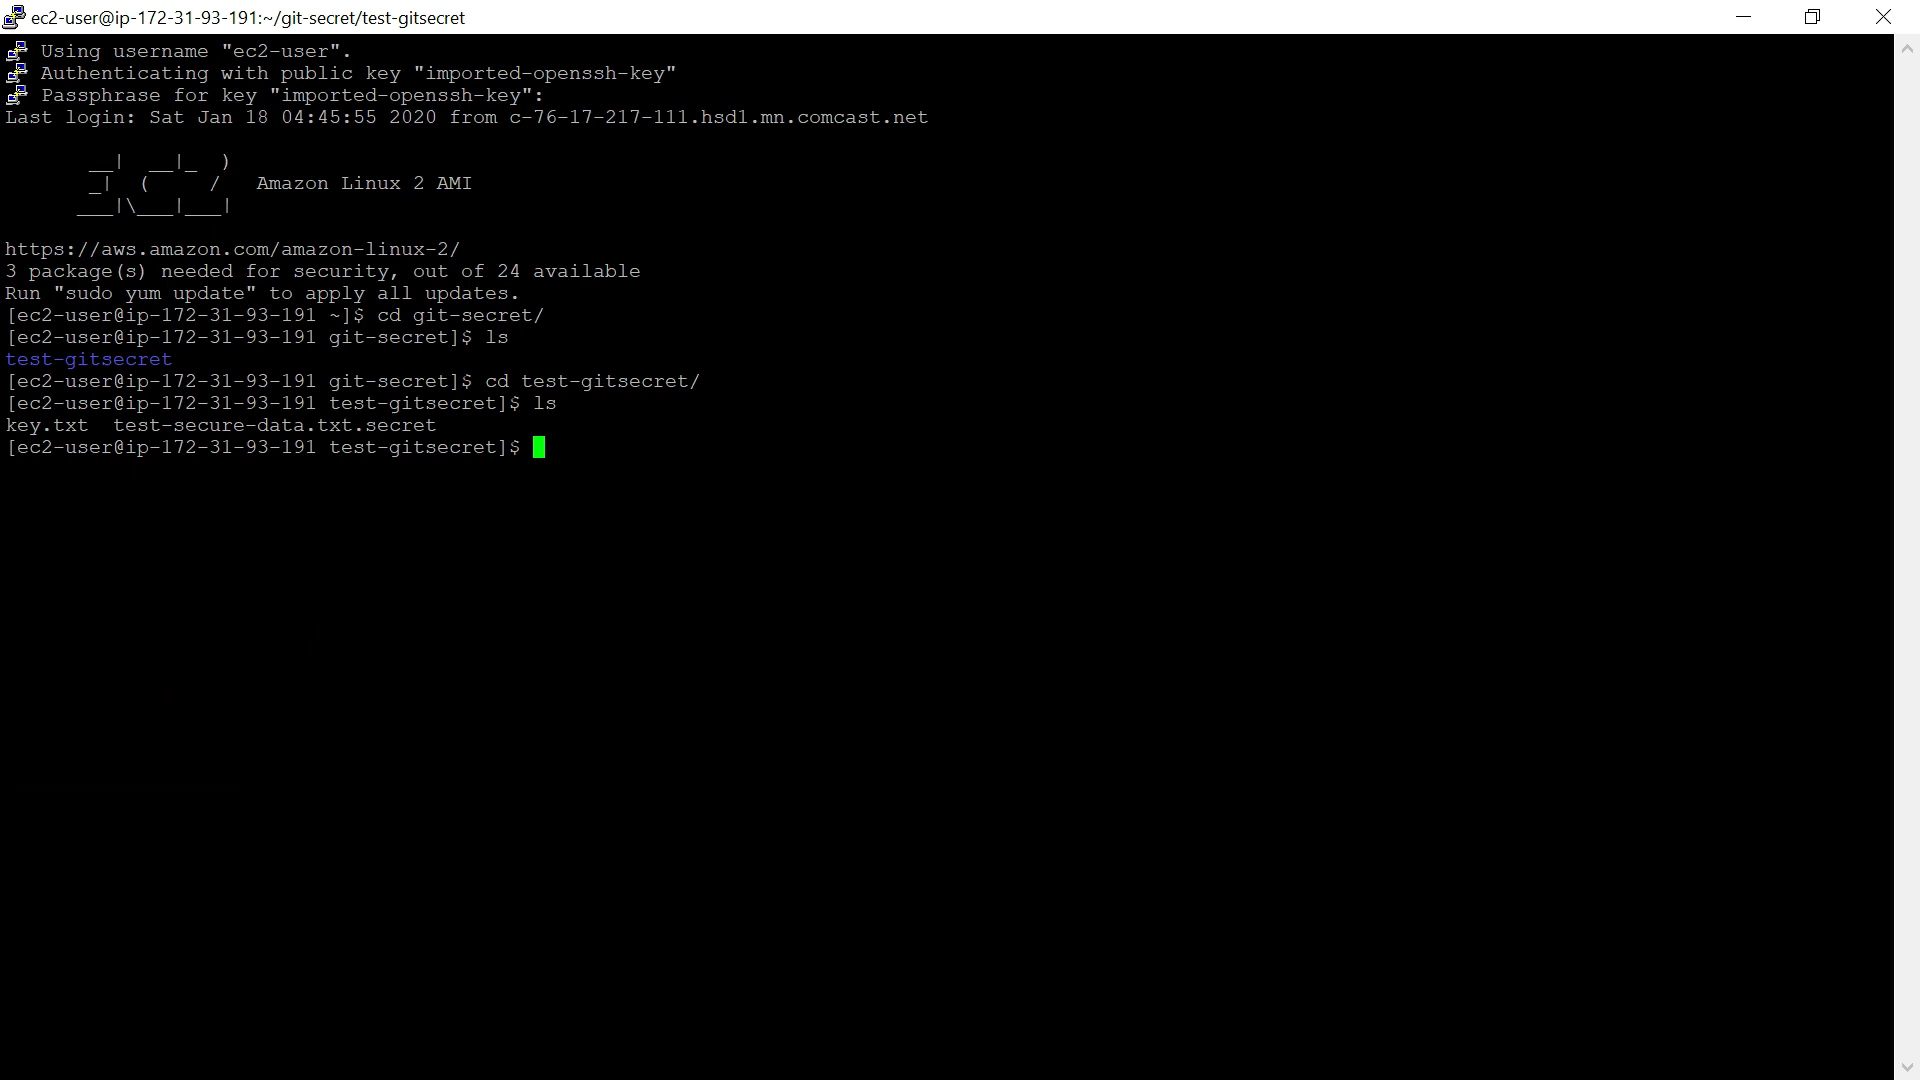 ec2-user@ip-172-31-93-191:~/git-secret/test-gitsecret
Using username "ec2-user".
Authenticating with public key "imported-openssh-key"
Passphrase for key "imported-openssh-key":
Last login: Sat Jan 18 04:45:55 2020 from c-76-17-217-111.hsd1.mn.comcast.net
       __|  __|_  )
       _|  (     /   Amazon Linux 2 AMI
      ___|\___|___|
https://aws.amazon.com/amazon-linux-2/
3 package(s) needed for security, out of 24 available
Run "sudo yum update" to apply all updates.
[ec2-user@ip-172-31-93-191 ~]$ cd git-secret/
[ec2-user@ip-172-31-93-191 git-secret]$ ls
test-gitsecret
[ec2-user@ip-172-31-93-191 git-secret]$ cd test-gitsecret/
[ec2-user@ip-172-31-93-191 test-gitsecret]$ ls
key.txt  test-secure-data.txt.secret
[ec2-user@ip-172-31-93-191 test-gitsecret]$